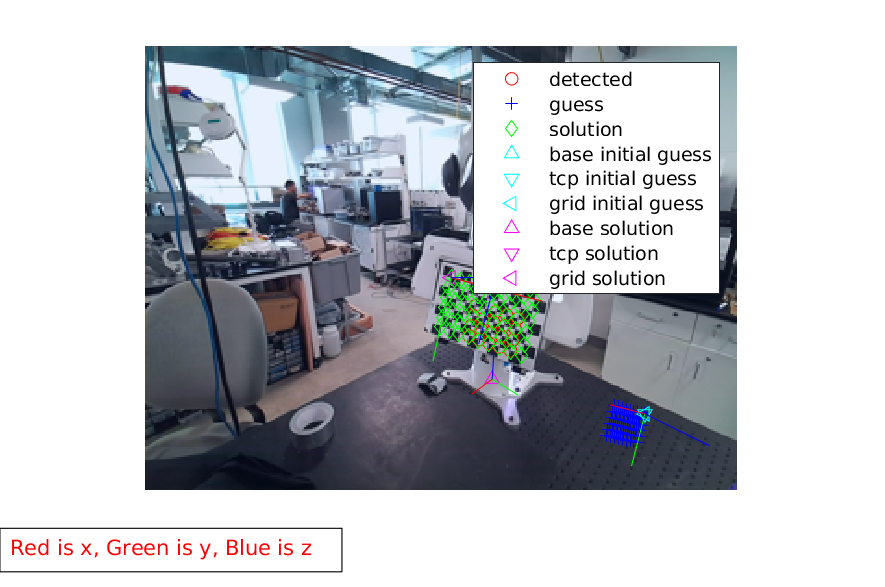 detected
guess
solution
base initial guess
tcp initial guess
grid initial guess
base solution
tcp solution
grid solution
Red is x, Green is y, Blue is z